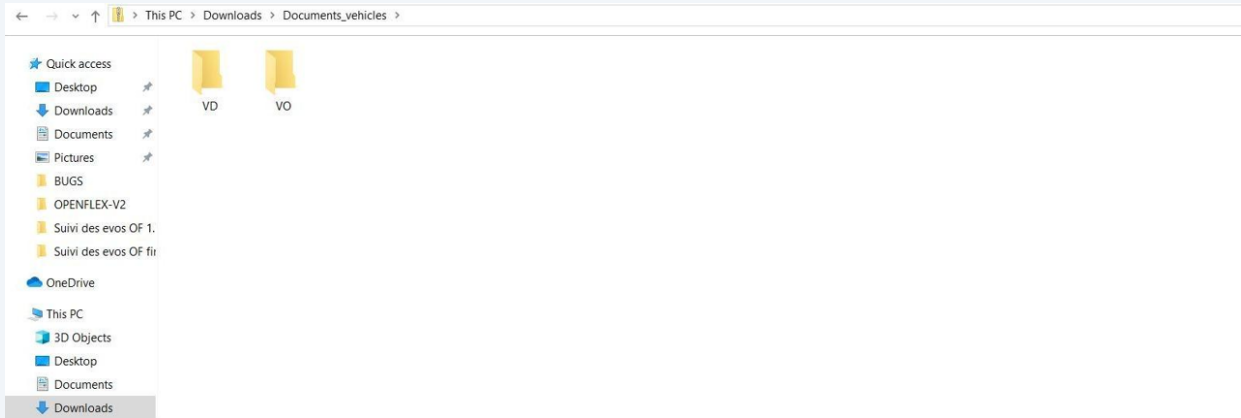 This PC > Downloads > Documents_vehicles >
Quick access
Desktop
Downloads
Documents
Pictures
BUGS
OPENFLEX-V2
Suivi des evos OF 1.
Suivi des evos OF fir
OneDrive
This PC
3D Objects
Desktop
Documents
Downloads
VD
VO